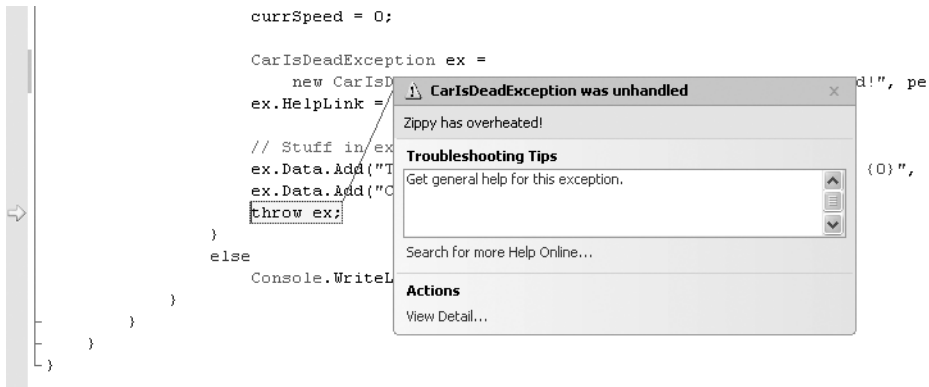 currSpeed = 0;
CarIsDeadException ex =
new CarIsD d!", pe
ex.HelpLink =
// Stuff in ex
ex.Data.Add("T {0}",
ex.Data.Add("C
throw ex;
}
else
Console.WriteL
}
}
}
}
CarIsDeadException was unhandled
Zippy has overheated!
Troubleshooting Tips
Get general help for this exception.
Search for more Help Online...
Actions
View Detail...